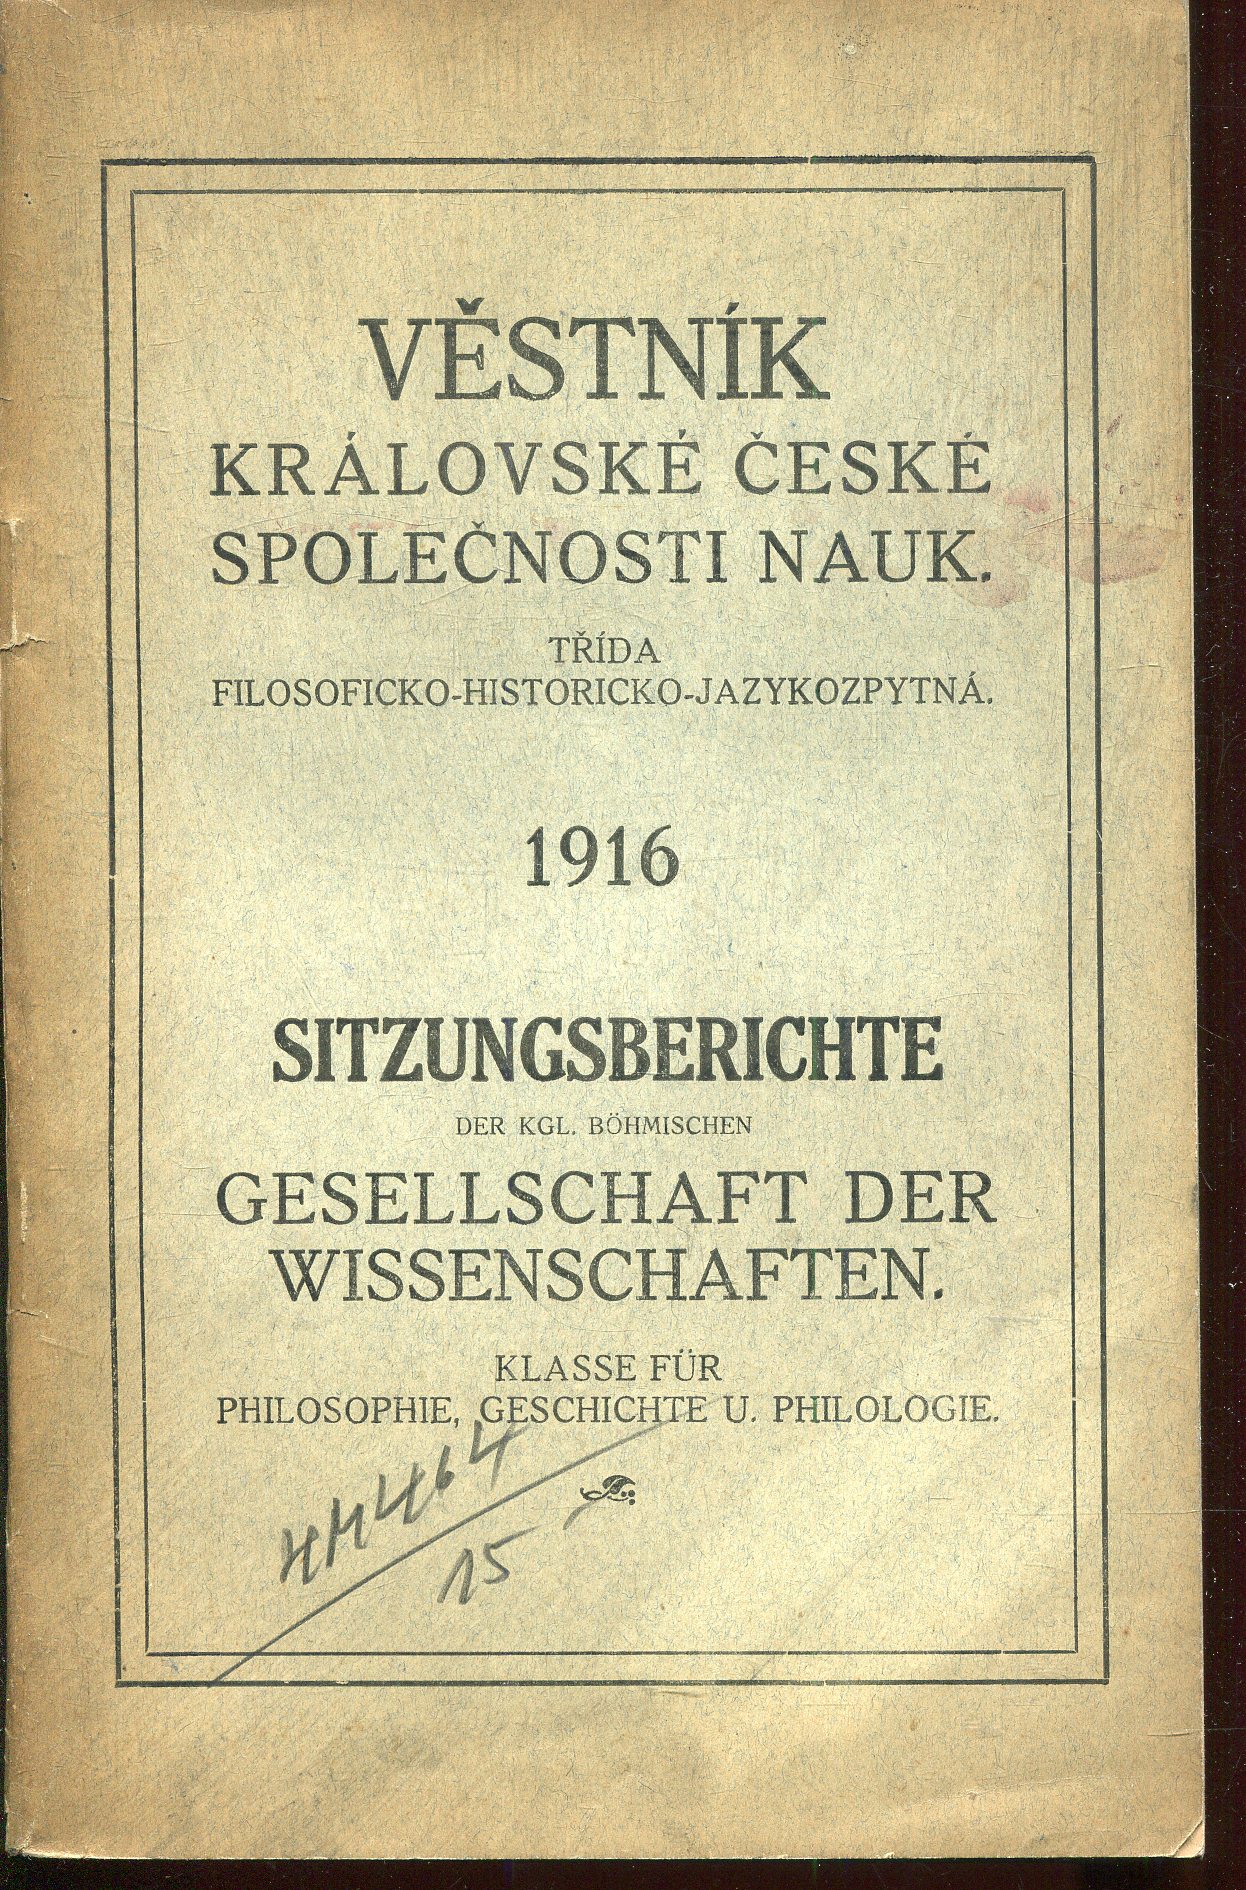 VĚSTNÍK
KRÁLOVSKÉ ČESKÉ
SPOLEČNOSTI NAUK.
TŘÍDA
FILOSOFICKO-HISTORICKO-JAZYKOZPYTNÁ.
1916
SITZUNGSBERICHTE
DER KGL. BÖHMISCHEN
GESELLSCHAFT DER
WISSENSCHAFTEN.
KLASSE FÜR
PHILOSOPHIE, GESCHICHTE U. PHILOLOGIE.
464
15